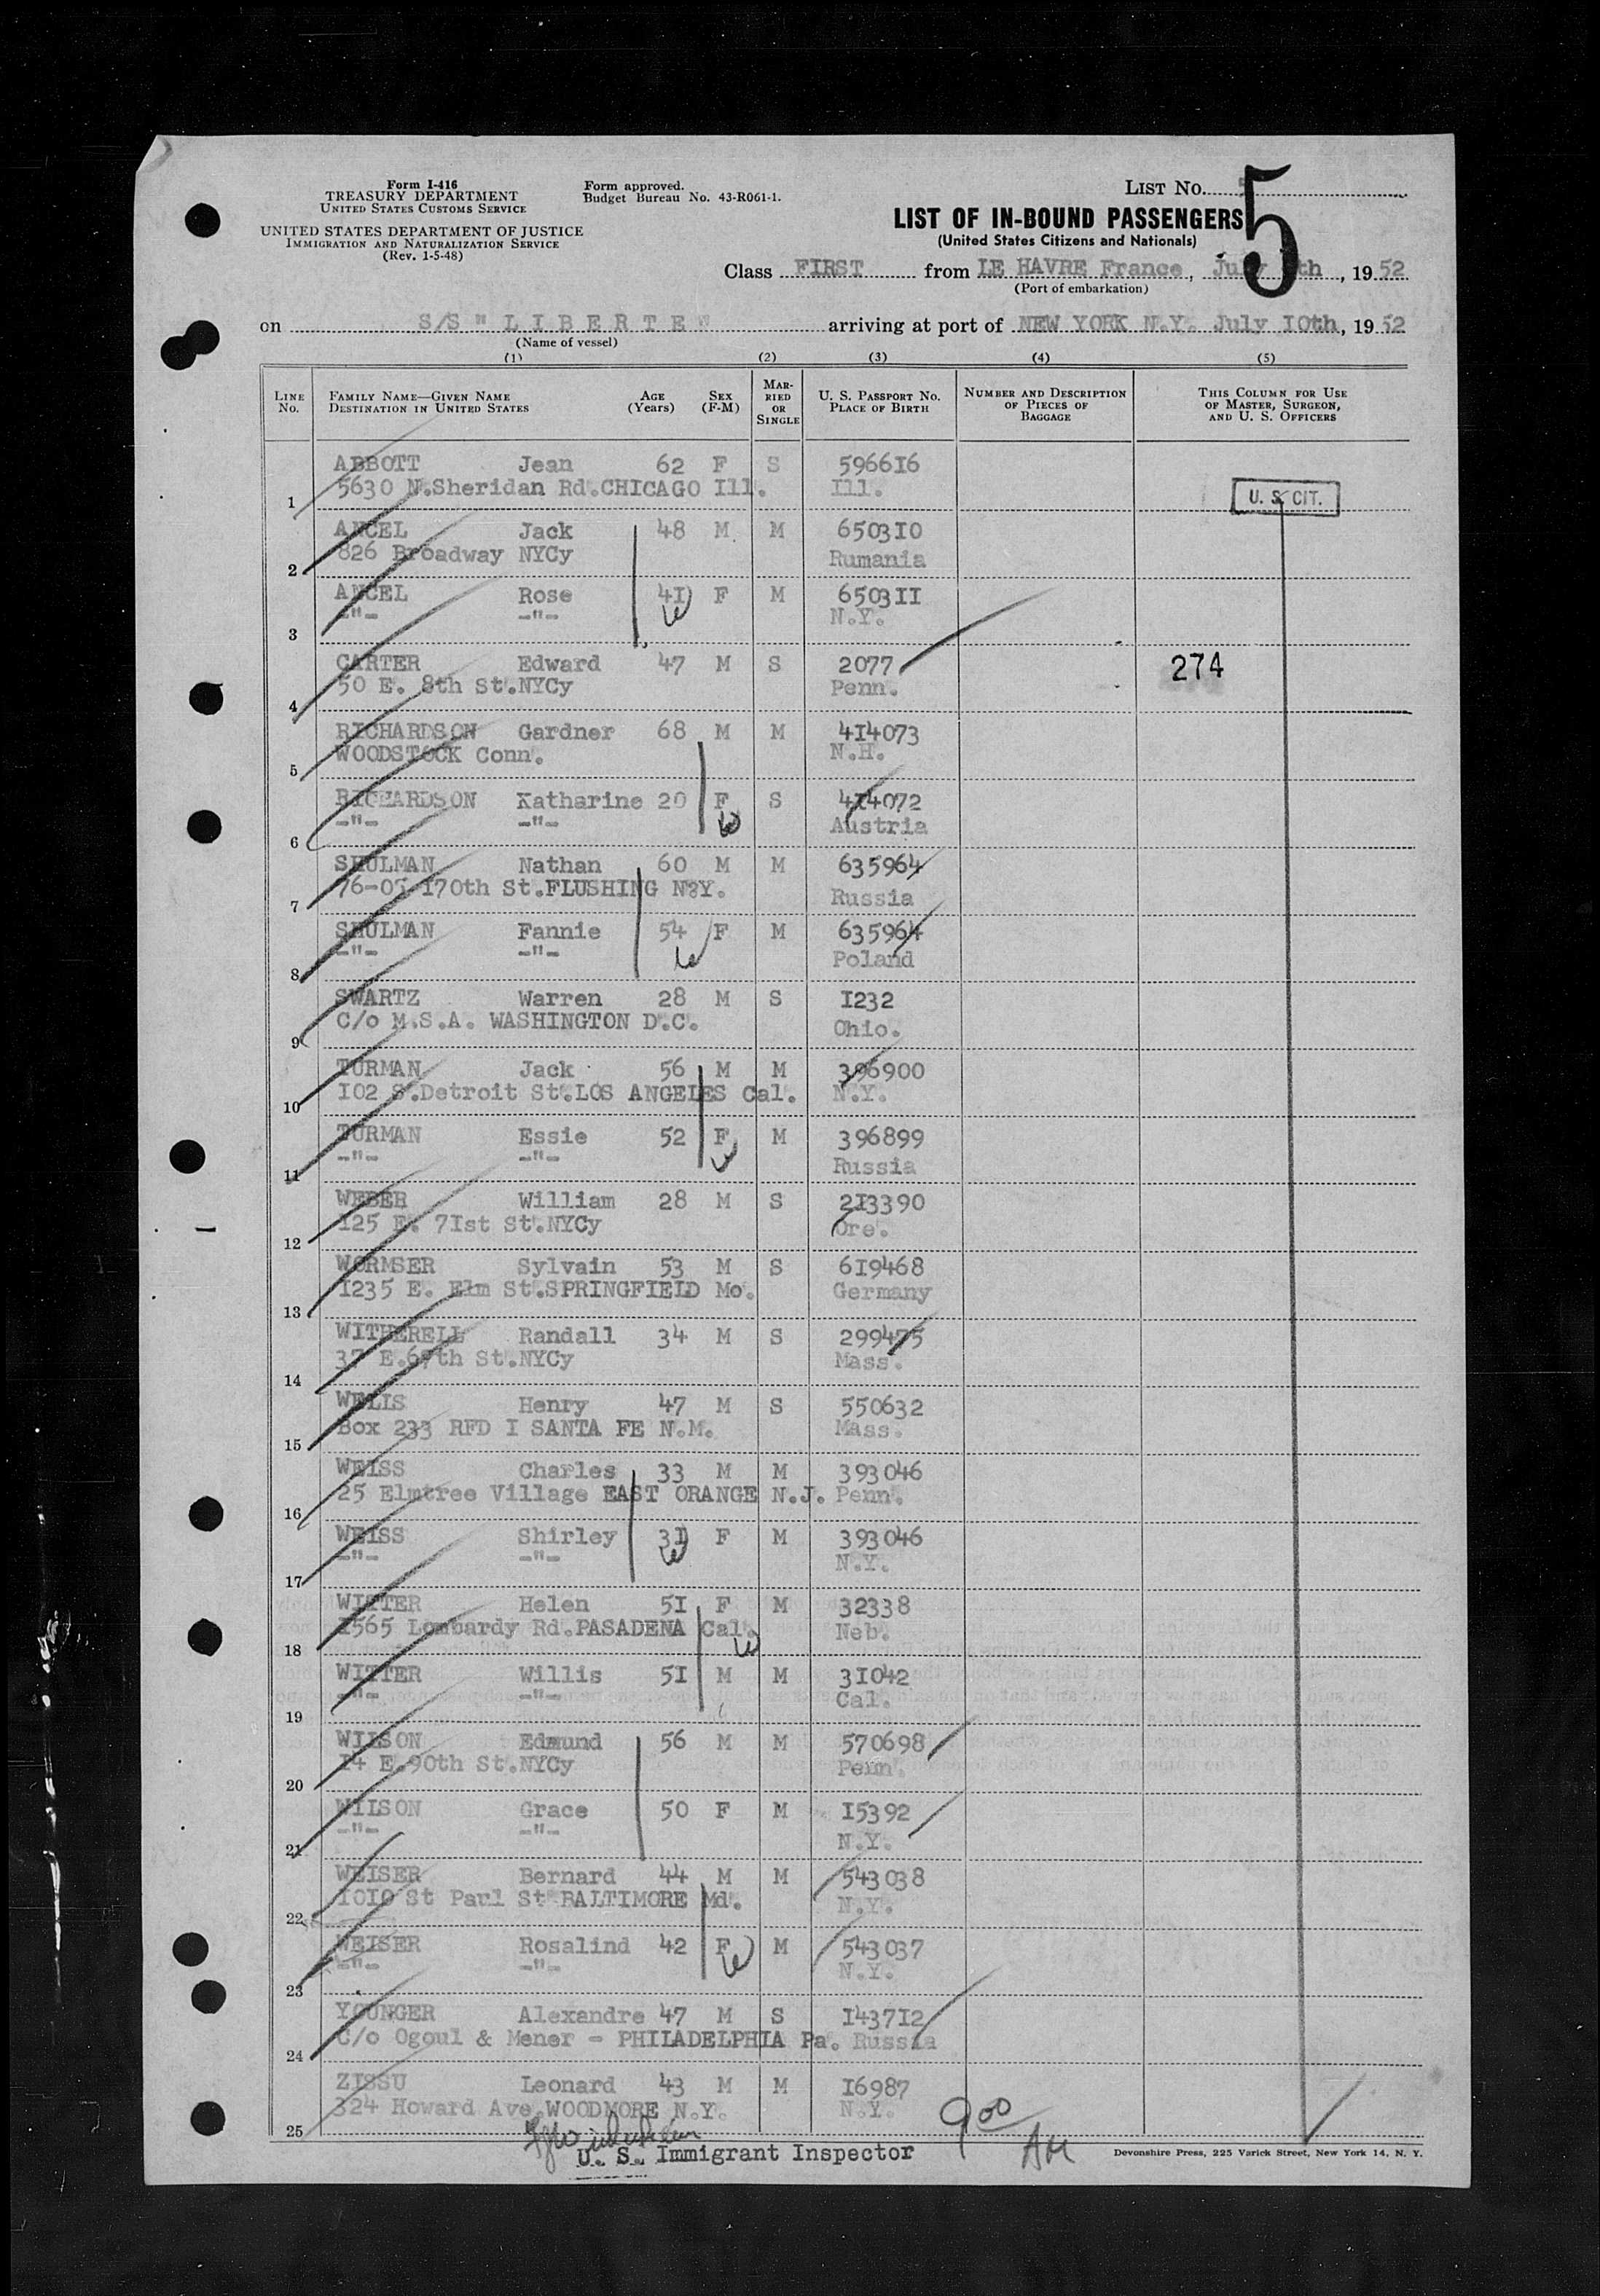 Form I-416
TREASURY DEPARTMENT
UNITED STATES CUSTOMS SERVICE
UNITED STATES DEPARTMENT OF JUSTICE
IMMIGRATION AND NATURALIZATION SERVICE
(Rev. 1-5-48)
Form approved.
Budget Bureau No. 43-R061-1.
LIST NO. 5
LIST OF IN-BOUND PASSENGERS
(United States Citizens and Nationals)
Class FIRST from LE HAVRE France, July th, 1952
(Port of embarkation)
on S/S "LIBERTE" arriving at port of NEW YORK N.Y. July 10th, 1952
(Name of vessel)
(1) (2) (3) (4) (5)
LINE NO. FAMILY NAME—GIVEN NAME DESTINATION IN UNITED STATES AGE (Years) SEX (F-M) MARRIED OR SINGLE U. S. PASSPORT NO. PLACE OF BIRTH NUMBER AND DESCRIPTION OF PIECES OF BAGGAGE THIS COLUMN FOR USE OF MASTER, SURGEON, AND U. S. OFFICERS
ABBOTT Jean 62 F S 596616
1 5630 N.Sheridan Rd.CHICAGO Ill. Ill. U. S. CIT.
ANCEL Jack 48 M M 650310
2 826 Broadway NYCy Rumania
ANCEL Rose 41 F M 650311
3 -"- -"- N.Y.
CARTER Edward 47 M S 2077 274
4 50 E. 8th St.NYCy Penn.
RICHARDSON Gardner 68 M M 414073
5 WOODSTOCK Conn. N.H.
RICHARDSON Katharine 20 F S 414072
6 -"- -"- Austria
SHULMAN Nathan 60 M M 635964
7 76-07 170th St.FLUSHING N.Y. Russia
SHULMAN Fannie 54 F M 635964
8 -"- -"- Poland
SWARTZ Warren 28 M S 1232
9 C/o M.S.A. WASHINGTON D.C. Ohio.
TURMAN Jack 56 M M 396900
10 102 S.Detroit St.LOS ANGELES Cal. N.Y.
TURMAN Essie 52 F M 396899
11 -"- -"- Russia
WEBER William 28 M S 213390
12 125 E. 71st St.NYCy Ore.
WORMSER Sylvain 53 M S 619468
13 1235 E. Elm St.SPRINGFIELD Mo. Germany
WITHERELL Randall 34 M S 299475
14 37 E.67th St.NYCy Mass.
WELIS Henry 47 M S 550632
15 Box 233 RFD 1 SANTA FE N.M. Mass.
WEISS Charles 33 M M 393046
16 25 Elmtree Village EAST ORANGE N.J. Penn.
WEISS Shirley 31 F M 393046
17 -"- -"- N.Y.
WITTER Helen 51 F M 32338
18 1565 Lombardy Rd.PASADENA Cal. Neb.
WITTER Willis 51 M M 31042
19 -"- -"- Cal.
WILSON Edmund 56 M M 570698
20 14 E.90th St.NYCy Penn.
WILSON Grace 50 F M 15392
21 -"- -"- N.Y.
WEISER Bernard 44 M M 543038
22 1010 St Paul St BALTIMORE Md. N.Y.
WEISER Rosalind 42 F M 543037
23 -"- -"- N.Y.
YOUNGER Alexandre 47 M S 143712
24 C/o Ogoul & Mener - PHILADELPHIA Pa. Russia
ZISSU Leonard 43 M M 16987
25 324 Howard Ave.WOODMORE N.Y. N.Y.
900 AM
U. S. Immigrant Inspector
Devonshire Press, 225 Varick Street, New York 14, N. Y.